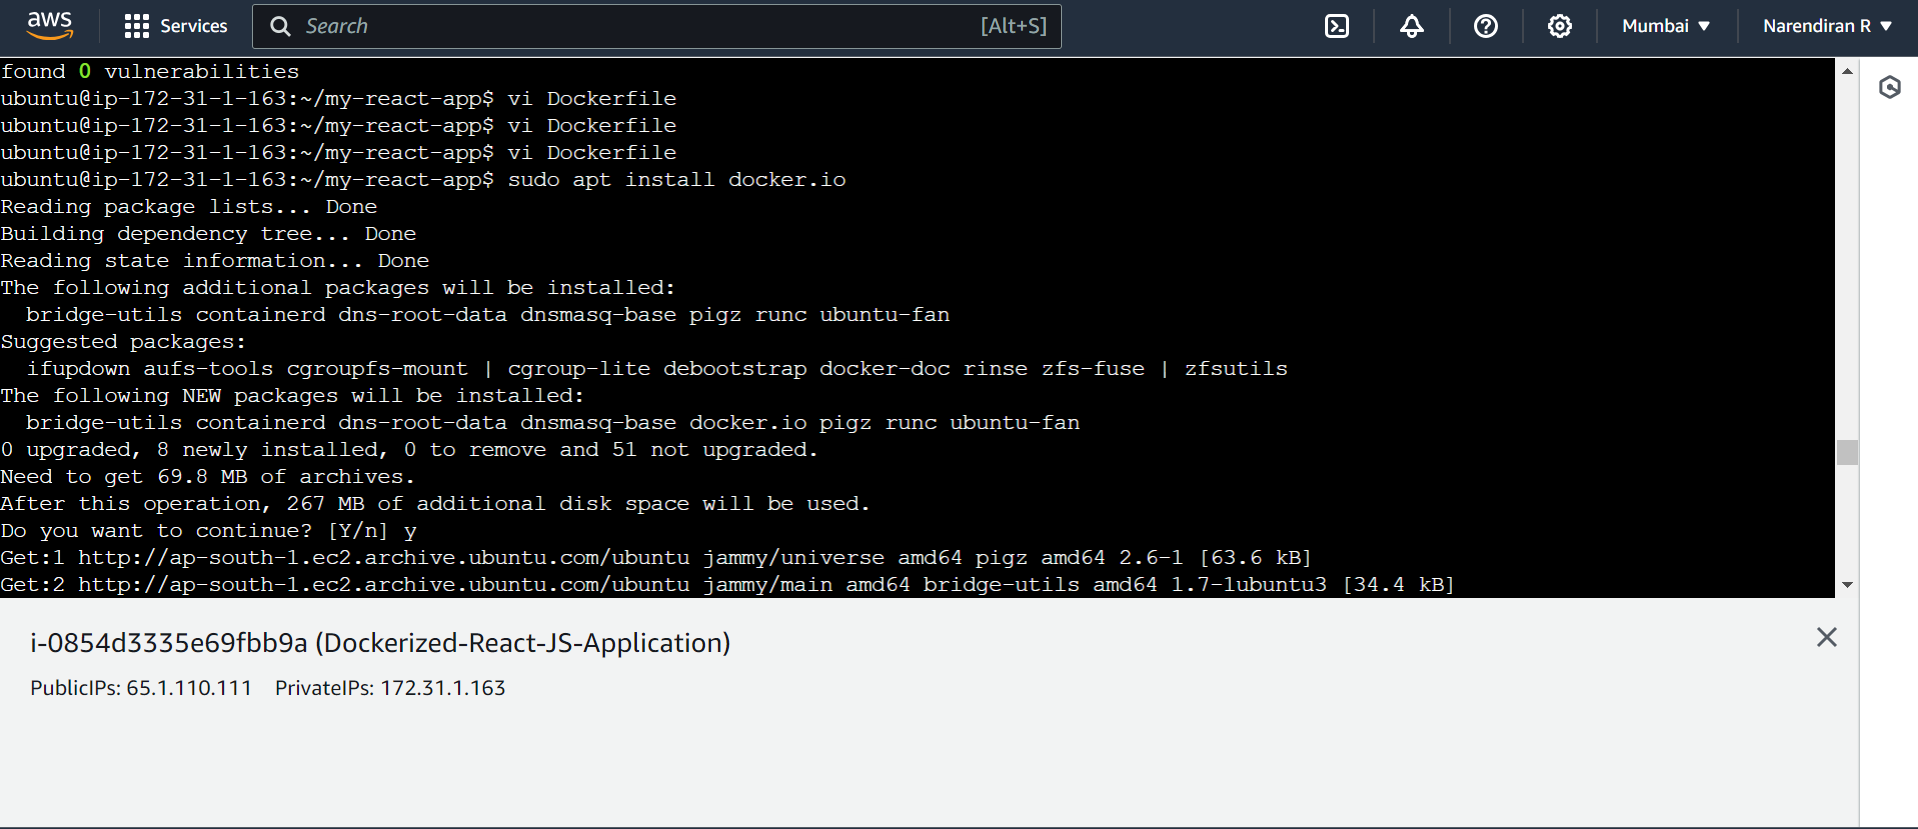 aws
Services
Search [Alt+S]
Mumbai
Narendiran R
found 0 vulnerabilities
ubuntu@ip-172-31-1-163:~/my-react-app$ vi Dockerfile
ubuntu@ip-172-31-1-163:~/my-react-app$ vi Dockerfile
ubuntu@ip-172-31-1-163:~/my-react-app$ vi Dockerfile
ubuntu@ip-172-31-1-163:~/my-react-app$ sudo apt install docker.io
Reading package lists... Done
Building dependency tree... Done
Reading state information... Done
The following additional packages will be installed:
  bridge-utils containerd dns-root-data dnsmasq-base pigz runc ubuntu-fan
Suggested packages:
  ifupdown aufs-tools cgroupfs-mount | cgroup-lite debootstrap docker-doc rinse zfs-fuse | zfsutils
The following NEW packages will be installed:
  bridge-utils containerd dns-root-data dnsmasq-base docker.io pigz runc ubuntu-fan
0 upgraded, 8 newly installed, 0 to remove and 51 not upgraded.
Need to get 69.8 MB of archives.
After this operation, 267 MB of additional disk space will be used.
Do you want to continue? [Y/n] y
Get:1 http://ap-south-1.ec2.archive.ubuntu.com/ubuntu jammy/universe amd64 pigz amd64 2.6-1 [63.6 kB]
Get:2 http://ap-south-1.ec2.archive.ubuntu.com/ubuntu jammy/main amd64 bridge-utils amd64 1.7-1ubuntu3 [34.4 kB]
i-0854d3335e69fbb9a (Dockerized-React-JS-Application)
PublicIPs: 65.1.110.111 PrivateIPs: 172.31.1.163